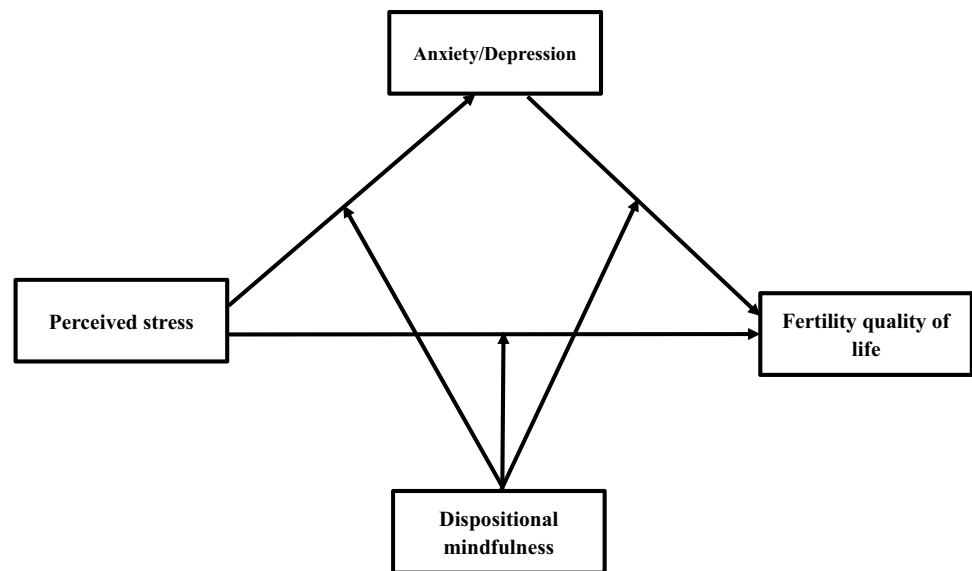 Anxiety/Depression
Perceived stress
Fertility quality of
life
Dispositional
mindfulness